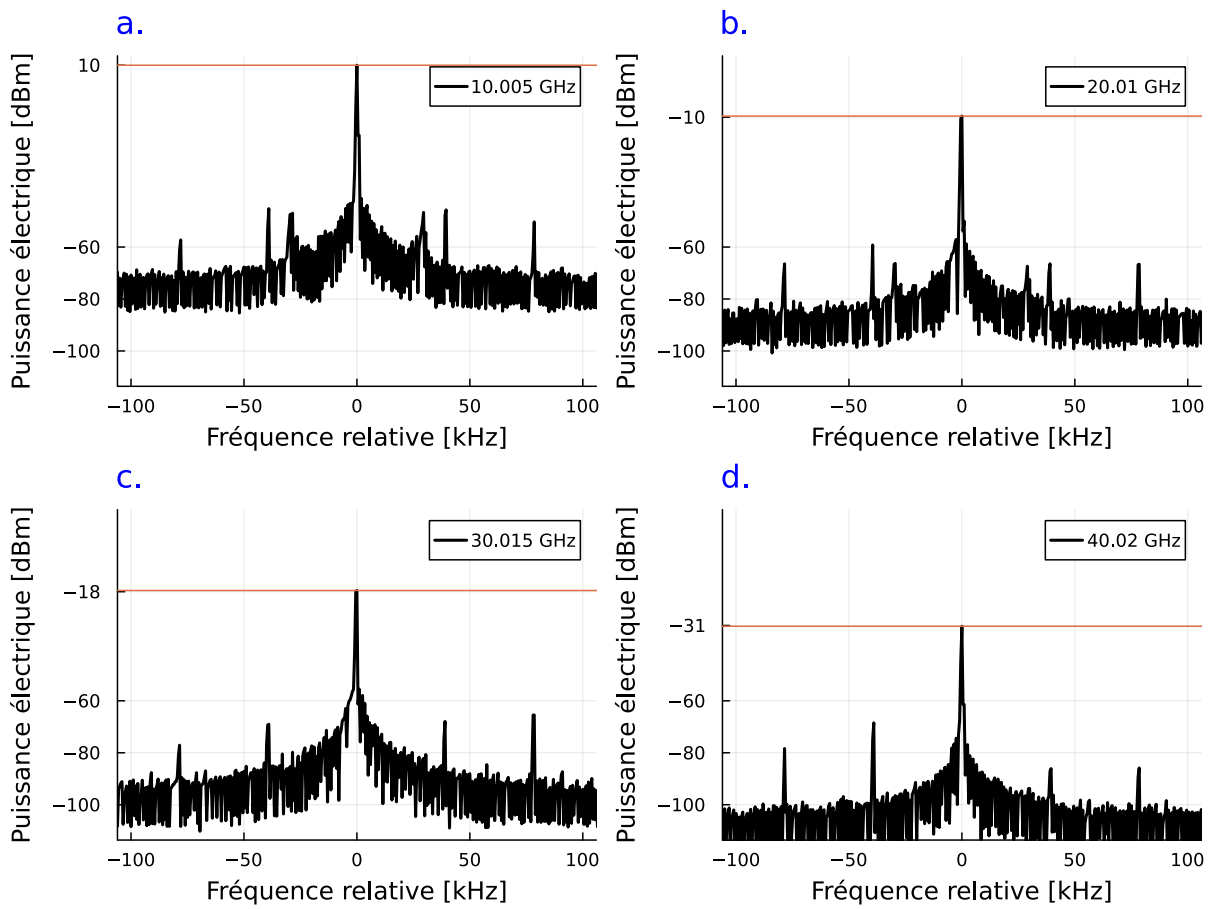 a.
Puissance électrique [dBm]
10
−60
−80
−100
10.005 GHz
−100
−50
0
50
100
Fréquence relative [kHz]
b.
Puissance électrique [dBm]
−10
−60
−80
−100
20.01 GHz
−100
−50
0
50
100
Fréquence relative [kHz]
c.
Puissance électrique [dBm]
−18
−60
−80
−100
30.015 GHz
−100
−50
0
50
100
Fréquence relative [kHz]
d.
Puissance électrique [dBm]
−31
−60
−80
−100
40.02 GHz
−100
−50
0
50
100
Fréquence relative [kHz]